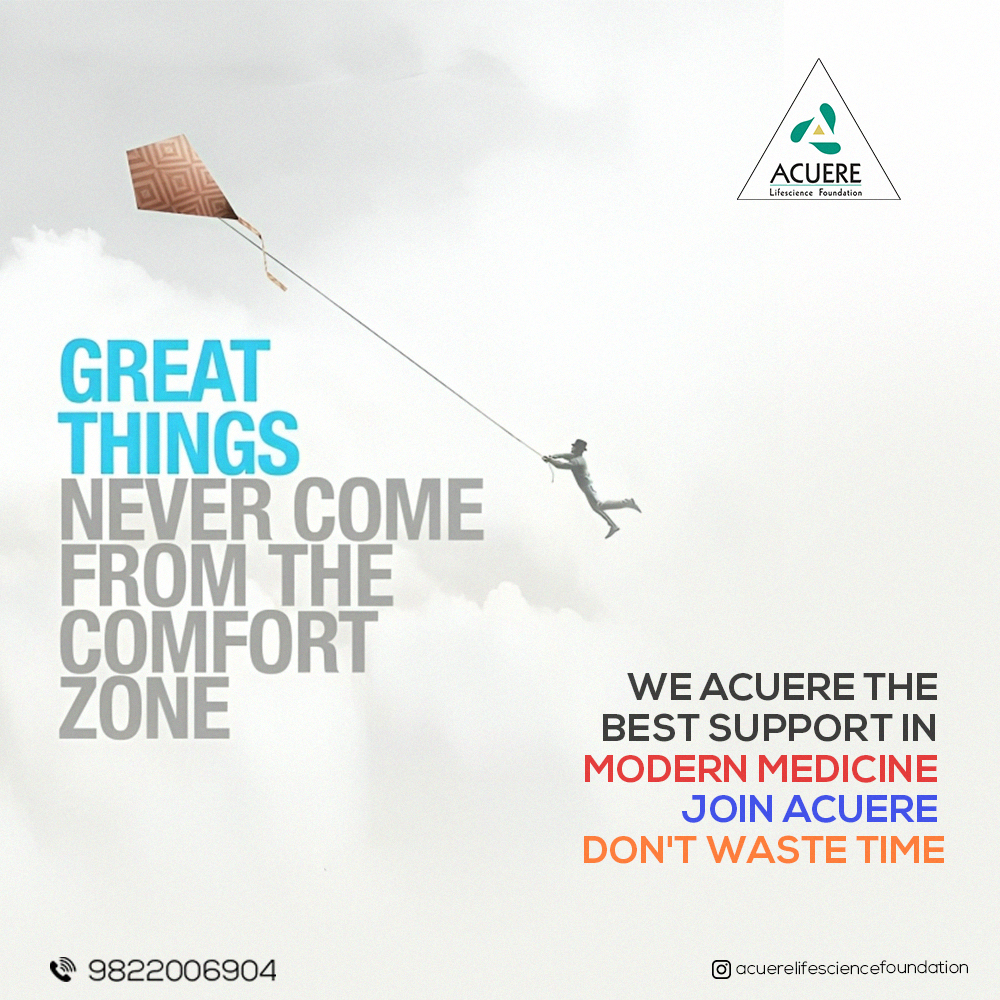 ACUERE
Lifescience Foundation
GREAT
THINGS
NEVER COME
FROM THE
COMFORT
ZONE
WE ACUERE THE
BEST SUPPORT IN
MODERN MEDICINE
JOIN ACUERE
DON'T WASTE TIME
9822006904
acuerelifesciencefoundation